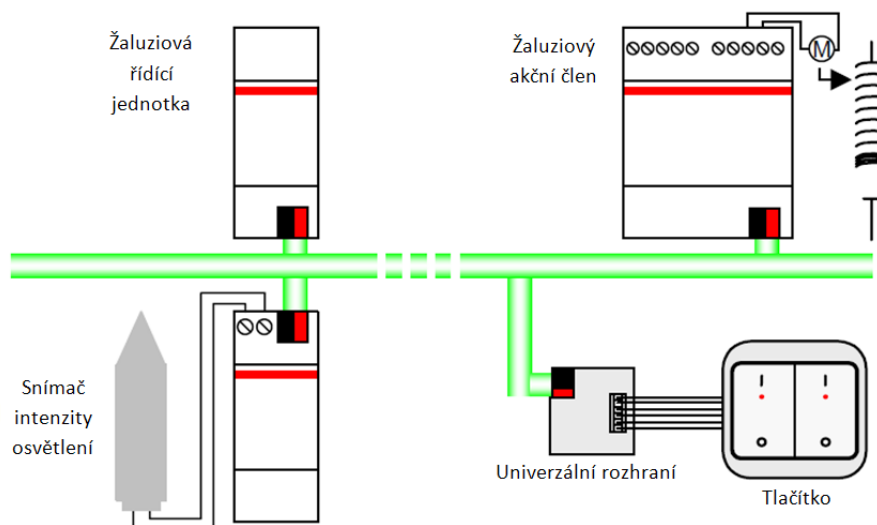 Žaluziová
řídící
jednotka
Žaluziový
akční člen
M
Snímač
intenzity
osvětlení
Univerzální rozhraní
Tlačítko